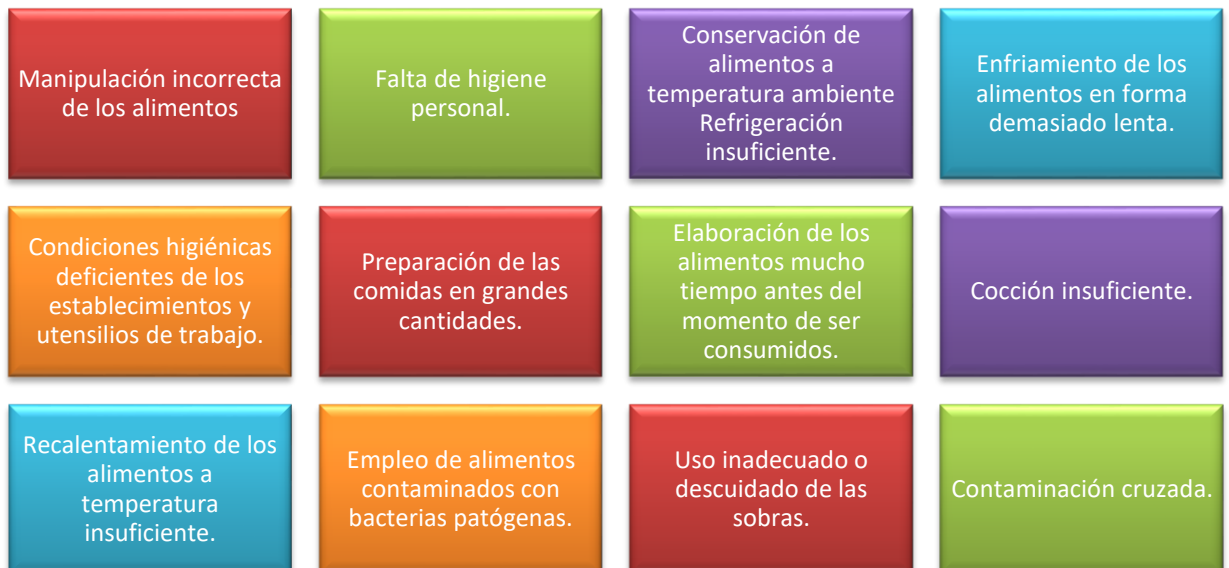 Manipulación incorrecta
de los alimentos
Falta de higiene
personal.
Conservación de
alimentos a
temperatura ambiente
Refrigeración
insuficiente.
Enfriamiento de los
alimentos en forma
demasiado lenta.
Condiciones higiénicas
deficientes de los
establecimientos y
utensilios de trabajo.
Preparación de las
comidas en grandes
cantidades.
Elaboración de los
alimentos mucho
tiempo antes del
momento de ser
consumidos.
Cocción insuficiente.
Recalentamiento de los
alimentos a
temperatura
insuficiente.
Empleo de alimentos
contaminados con
bacterias patógenas.
Uso inadecuado o
descuidado de las
sobras.
Contaminación cruzada.